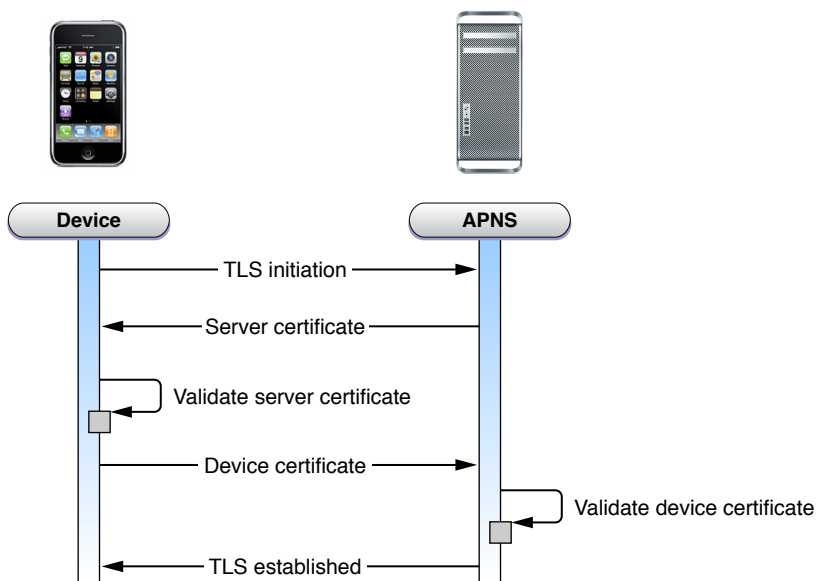 Device
APNS
TLS initiation
Server certificate
Validate server certificate
Device certificate
Validate device certificate
TLS established